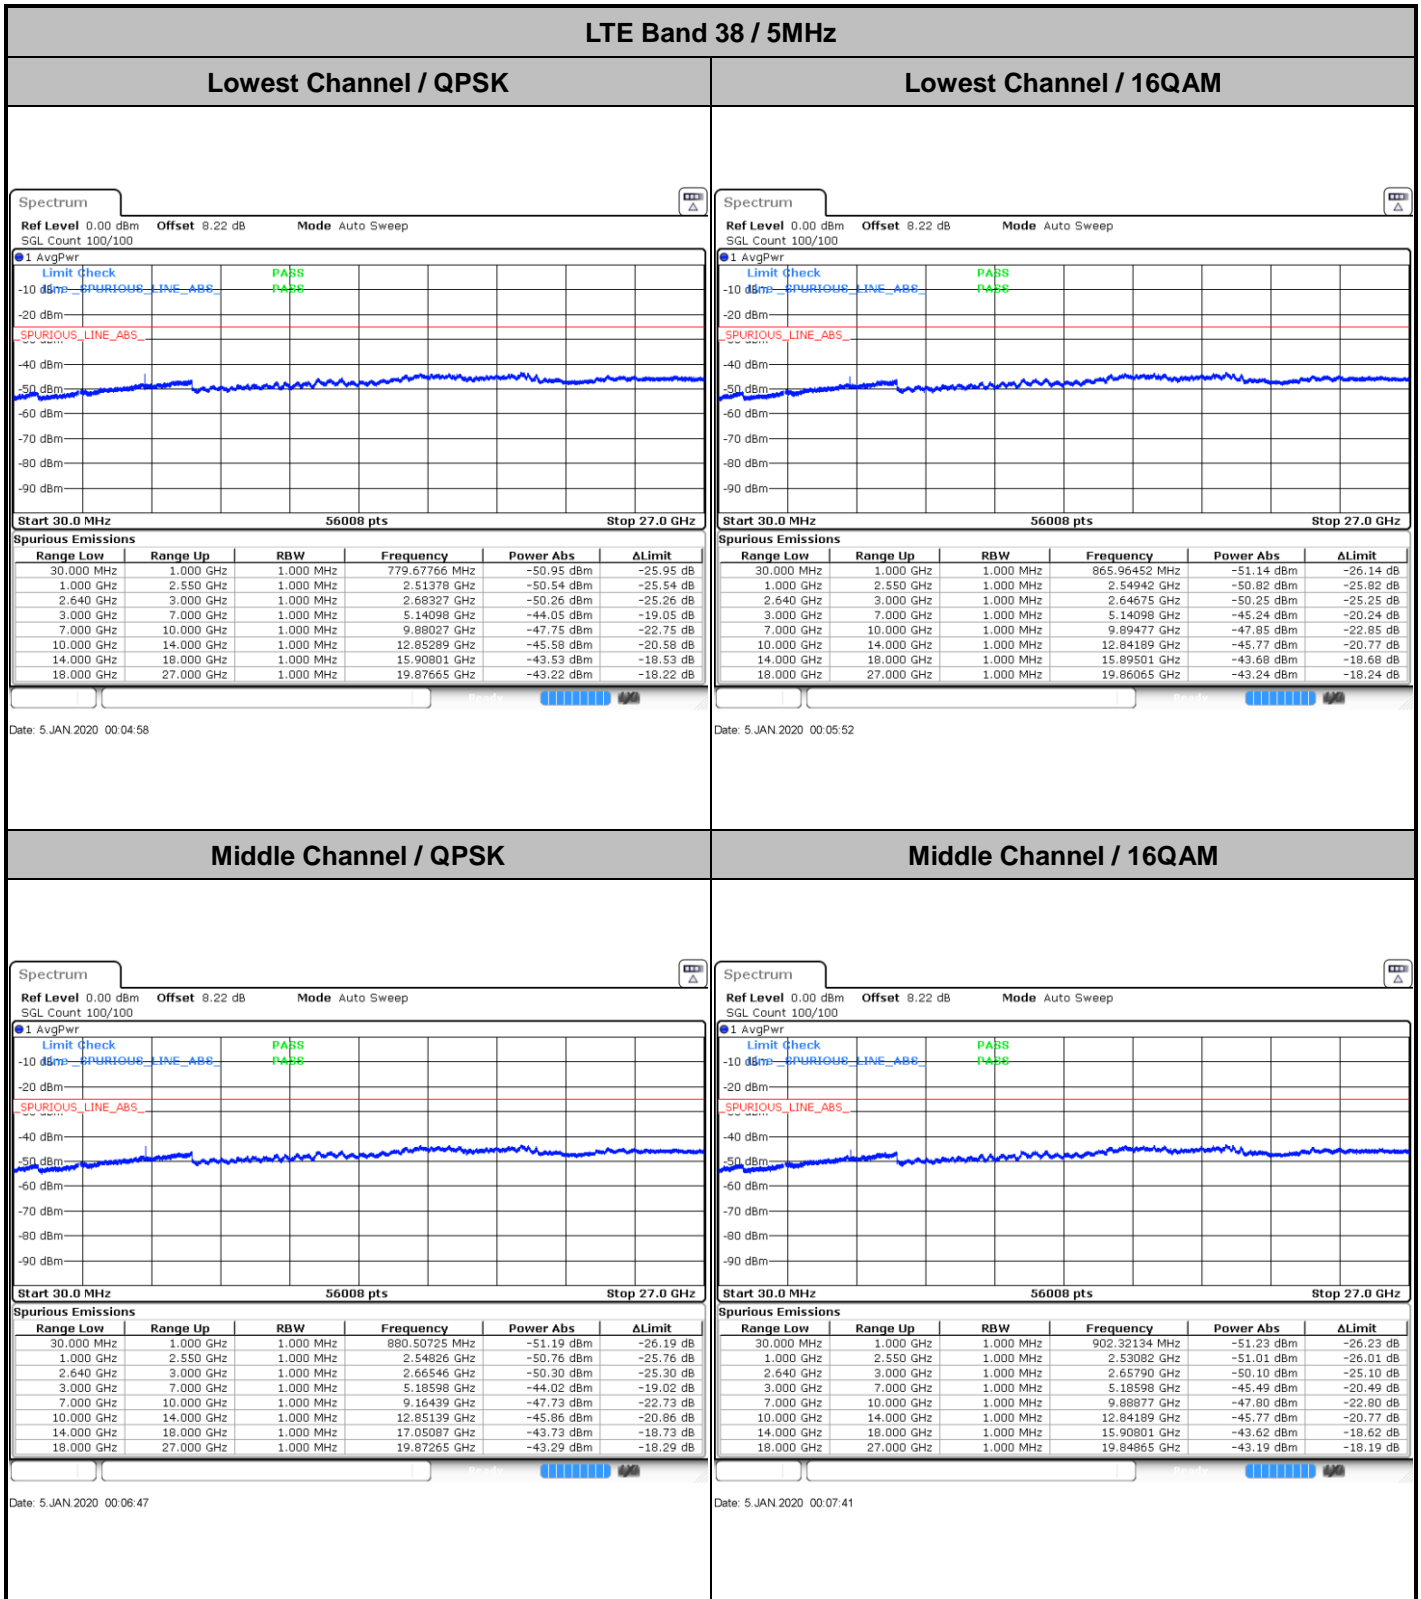 LTE Band 38 / 5MHz
Lowest Channel / QPSK
Lowest Channel / 16QAM
Spectrum
Ref Level 0.00 dBm Offset 8.22 dB Mode Auto Sweep
SGL Count 100/100
1 AvgPwr
Limit Check PASS
Line _SPURIOUS_LINE_ABS_ PASS
-10 dBm
-20 dBm
_SPURIOUS_LINE_ABS_
-40 dBm
-50 dBm
-60 dBm
-70 dBm
-80 dBm
-90 dBm
Start 30.0 MHz 56008 pts Stop 27.0 GHz
Spurious Emissions
Range Low Range Up RBW Frequency Power Abs ΔLimit
30.000 MHz 1.000 GHz 1.000 MHz 779.67766 MHz -50.95 dBm -25.95 dB
1.000 GHz 2.550 GHz 1.000 MHz 2.51378 GHz -50.54 dBm -25.54 dB
2.640 GHz 3.000 GHz 1.000 MHz 2.68327 GHz -50.26 dBm -25.26 dB
3.000 GHz 7.000 GHz 1.000 MHz 5.14098 GHz -44.05 dBm -19.05 dB
7.000 GHz 10.000 GHz 1.000 MHz 9.88027 GHz -47.75 dBm -22.75 dB
10.000 GHz 14.000 GHz 1.000 MHz 12.85289 GHz -45.58 dBm -20.58 dB
14.000 GHz 18.000 GHz 1.000 MHz 15.90801 GHz -43.53 dBm -18.53 dB
18.000 GHz 27.000 GHz 1.000 MHz 19.87665 GHz -43.22 dBm -18.22 dB
Date: 5.JAN.2020 00:04:58
Spectrum
Ref Level 0.00 dBm Offset 8.22 dB Mode Auto Sweep
SGL Count 100/100
1 AvgPwr
Limit Check PASS
Line _SPURIOUS_LINE_ABS_ PASS
-10 dBm
-20 dBm
_SPURIOUS_LINE_ABS_
-40 dBm
-50 dBm
-60 dBm
-70 dBm
-80 dBm
-90 dBm
Start 30.0 MHz 56008 pts Stop 27.0 GHz
Spurious Emissions
Range Low Range Up RBW Frequency Power Abs ΔLimit
30.000 MHz 1.000 GHz 1.000 MHz 865.96452 MHz -51.14 dBm -26.14 dB
1.000 GHz 2.550 GHz 1.000 MHz 2.54942 GHz -50.82 dBm -25.82 dB
2.640 GHz 3.000 GHz 1.000 MHz 2.64675 GHz -50.25 dBm -25.25 dB
3.000 GHz 7.000 GHz 1.000 MHz 5.14098 GHz -45.24 dBm -20.24 dB
7.000 GHz 10.000 GHz 1.000 MHz 9.89477 GHz -47.85 dBm -22.85 dB
10.000 GHz 14.000 GHz 1.000 MHz 12.84189 GHz -45.77 dBm -20.77 dB
14.000 GHz 18.000 GHz 1.000 MHz 15.89501 GHz -43.68 dBm -18.68 dB
18.000 GHz 27.000 GHz 1.000 MHz 19.86065 GHz -43.24 dBm -18.24 dB
Date: 5.JAN.2020 00:05:52
Middle Channel / QPSK
Middle Channel / 16QAM
Spectrum
Ref Level 0.00 dBm Offset 8.22 dB Mode Auto Sweep
SGL Count 100/100
1 AvgPwr
Limit Check PASS
Line _SPURIOUS_LINE_ABS_ PASS
-10 dBm
-20 dBm
_SPURIOUS_LINE_ABS_
-40 dBm
-50 dBm
-60 dBm
-70 dBm
-80 dBm
-90 dBm
Start 30.0 MHz 56008 pts Stop 27.0 GHz
Spurious Emissions
Range Low Range Up RBW Frequency Power Abs ΔLimit
30.000 MHz 1.000 GHz 1.000 MHz 880.50725 MHz -51.19 dBm -26.19 dB
1.000 GHz 2.550 GHz 1.000 MHz 2.54826 GHz -50.76 dBm -25.76 dB
2.640 GHz 3.000 GHz 1.000 MHz 2.66546 GHz -50.30 dBm -25.30 dB
3.000 GHz 7.000 GHz 1.000 MHz 5.18598 GHz -44.02 dBm -19.02 dB
7.000 GHz 10.000 GHz 1.000 MHz 9.16439 GHz -47.73 dBm -22.73 dB
10.000 GHz 14.000 GHz 1.000 MHz 12.85139 GHz -45.86 dBm -20.86 dB
14.000 GHz 18.000 GHz 1.000 MHz 17.05087 GHz -43.73 dBm -18.73 dB
18.000 GHz 27.000 GHz 1.000 MHz 19.87265 GHz -43.29 dBm -18.29 dB
Date: 5.JAN.2020 00:06:47
Spectrum
Ref Level 0.00 dBm Offset 8.22 dB Mode Auto Sweep
SGL Count 100/100
1 AvgPwr
Limit Check PASS
Line _SPURIOUS_LINE_ABS_ PASS
-10 dBm
-20 dBm
_SPURIOUS_LINE_ABS_
-40 dBm
-50 dBm
-60 dBm
-70 dBm
-80 dBm
-90 dBm
Start 30.0 MHz 56008 pts Stop 27.0 GHz
Spurious Emissions
Range Low Range Up RBW Frequency Power Abs ΔLimit
30.000 MHz 1.000 GHz 1.000 MHz 902.32134 MHz -51.23 dBm -26.23 dB
1.000 GHz 2.550 GHz 1.000 MHz 2.53082 GHz -51.01 dBm -26.01 dB
2.640 GHz 3.000 GHz 1.000 MHz 2.65790 GHz -50.10 dBm -25.10 dB
3.000 GHz 7.000 GHz 1.000 MHz 5.18598 GHz -45.49 dBm -20.49 dB
7.000 GHz 10.000 GHz 1.000 MHz 9.88877 GHz -47.80 dBm -22.80 dB
10.000 GHz 14.000 GHz 1.000 MHz 12.84189 GHz -45.77 dBm -20.77 dB
14.000 GHz 18.000 GHz 1.000 MHz 15.90801 GHz -43.62 dBm -18.62 dB
18.000 GHz 27.000 GHz 1.000 MHz 19.84865 GHz -43.19 dBm -18.19 dB
Date: 5.JAN.2020 00:07:41